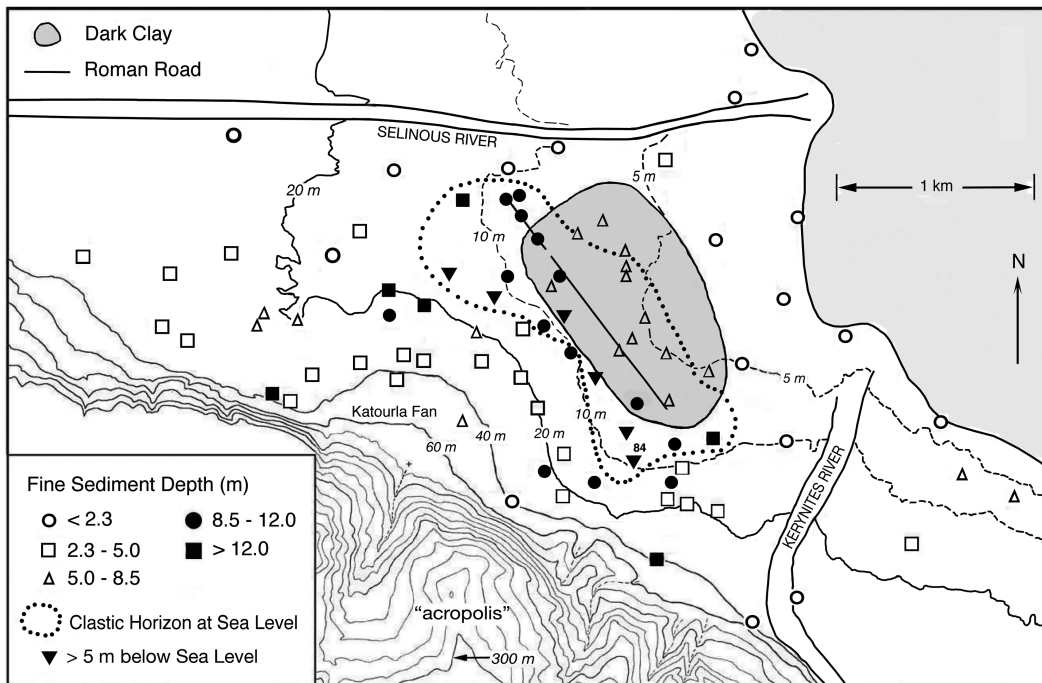 Dark Clay
Roman Road
SELINOUS RIVER
20 m
5 m
1 km
10 m
N
5 m
Katourla Fan
10 m
60 m
40 m
20 m
84
Fine Sediment Depth (m)
< 2.3
8.5 - 12.0
2.3 - 5.0
> 12.0
5.0 - 8.5
Clastic Horizon at Sea Level
> 5 m below Sea Level
KERYNITES RIVER
"acropolis"
300 m